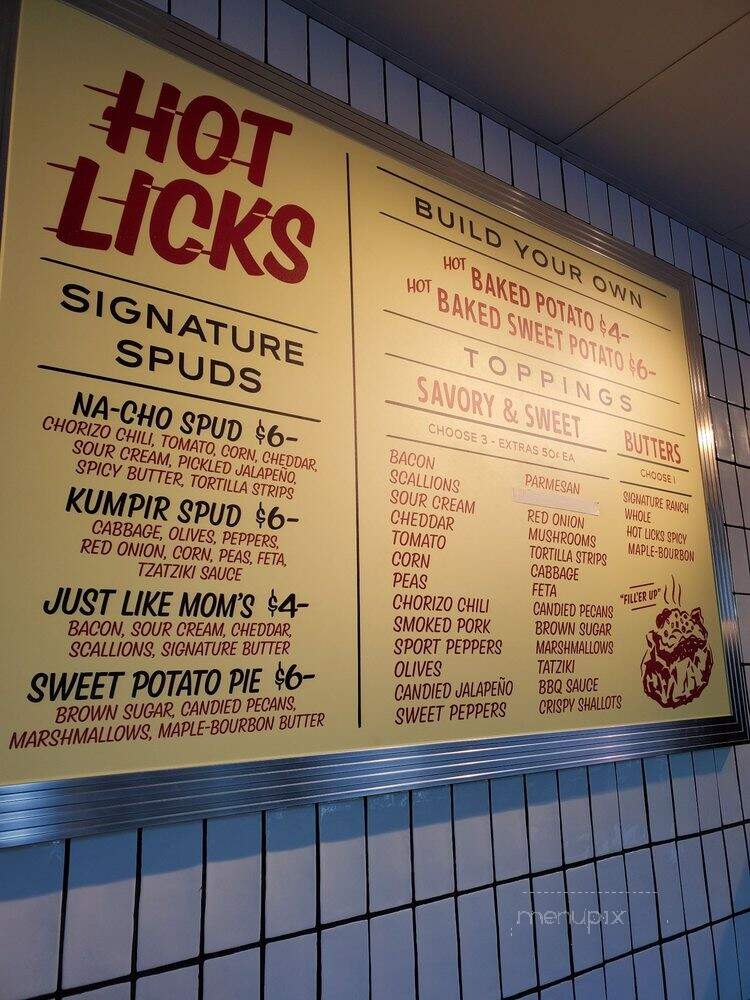 HOT
LICKS
SIGNATURE
SPUDS
NA-CHO SPUD $6-
CHORIZO CHILI, TOMATO, CORN, CHEDDAR,
SOUR CREAM, PICKLED JALAPEÑO,
SPICY BUTTER, TORTILLA STRIPS
KUMPIR SPUD $6-
CABBAGE, OLIVES, PEPPERS,
RED ONION, CORN, PEAS, FETA,
TZATZIKI SAUCE
JUST LIKE MOM'S $4-
BACON, SOUR CREAM, CHEDDAR,
SCALLIONS, SIGNATURE BUTTER
SWEET POTATO PIE $6-
BROWN SUGAR, CANDIED PECANS,
MARSHMALLOWS, MAPLE-BOURBON BUTTER
BUILD YOUR OWN
HOT BAKED POTATO $4-
HOT BAKED SWEET POTATO $6-
TOPPINGS
SAVORY & SWEET
CHOOSE 3 - EXTRAS 50¢ EA
BACON
SCALLIONS
SOUR CREAM
CHEDDAR
TOMATO
CORN
PEAS
CHORIZO CHILI
SMOKED PORK
SPORT PEPPERS
OLIVES
CANDIED JALAPEÑO
SWEET PEPPERS
PARMESAN
RED ONION
MUSHROOMS
TORTILLA STRIPS
CABBAGE
FETA
CANDIED PECANS
BROWN SUGAR
MARSHMALLOWS
TATZIKI
BBQ SAUCE
CRISPY SHALLOTS
BUTTERS
CHOOSE 1
SIGNATURE RANCH
WHOLE
HOT LICKS SPICY
MAPLE-BOURBON
"FILL'ER UP"
menupix